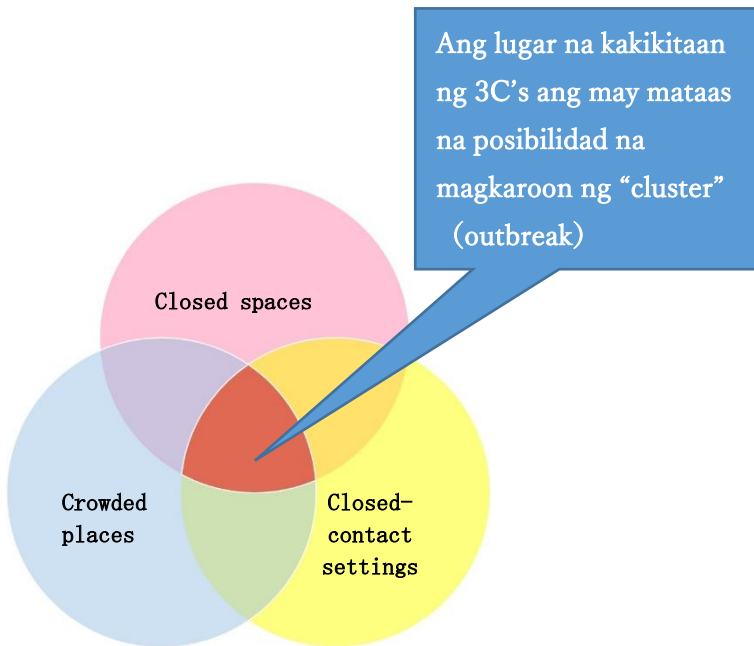 Ang lugar na kakikitaan
ng 3C’s ang may mataas
na posibilidad na
magkaroon ng “cluster”
（outbreak）
Closed spaces
Crowded
places
Closed-
contact
settings